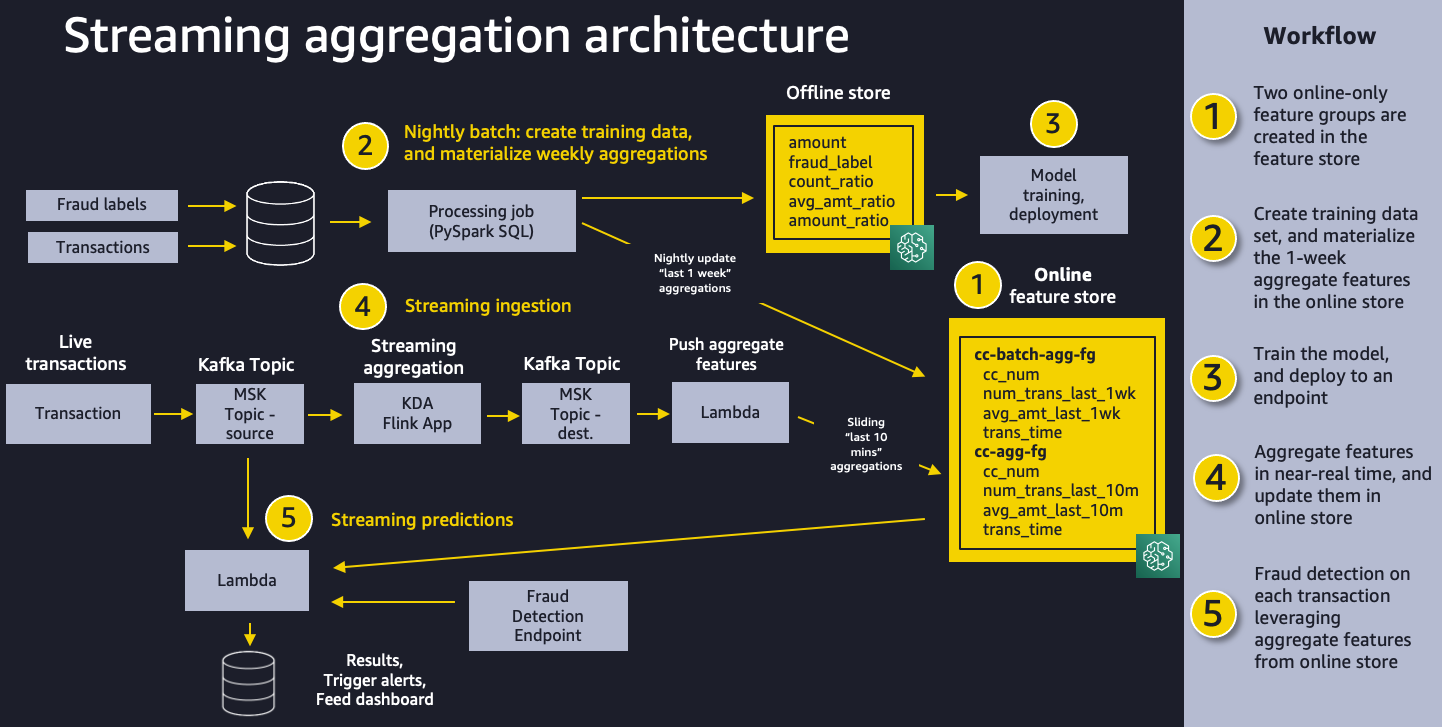 Streaming aggregation architecture
2
Nightly batch: create training data,
and materialize weekly aggregations
Fraud labels
Transactions
Processing job
(PySpark SQL)
Offline store
amount
fraud_label
count_ratio
avg_amt_ratio
amount_ratio
3
Model
training,
deployment
Nightly update
“last 1 week”
aggregations
1
Online
feature store
cc-batch-agg-fg
cc_num
num_trans_last_1wk
avg_amt_last_1wk
trans_time
cc-agg-fg
cc_num
num_trans_last_10m
avg_amt_last_10m
trans_time
4
Streaming ingestion
Live
transactions
Transaction
Kafka Topic
MSK
Topic -
source
Streaming
aggregation
KDA
Flink App
Kafka Topic
MSK
Topic -
dest.
Push aggregate
features
Lambda
Sliding
“last 10
mins”
aggregations
5
Streaming predictions
Lambda
Fraud
Detection
Endpoint
Results,
Trigger alerts,
Feed dashboard
Workflow
1
Two online-only
feature groups are
created in the
feature store
2
Create training data
set, and materialize
the 1-week
aggregate features
in the online store
3
Train the model,
and deploy to an
endpoint
4
Aggregate features
in near-real time, and
update them in
online store
5
Fraud detection on
each transaction
leveraging
aggregate features
from online store